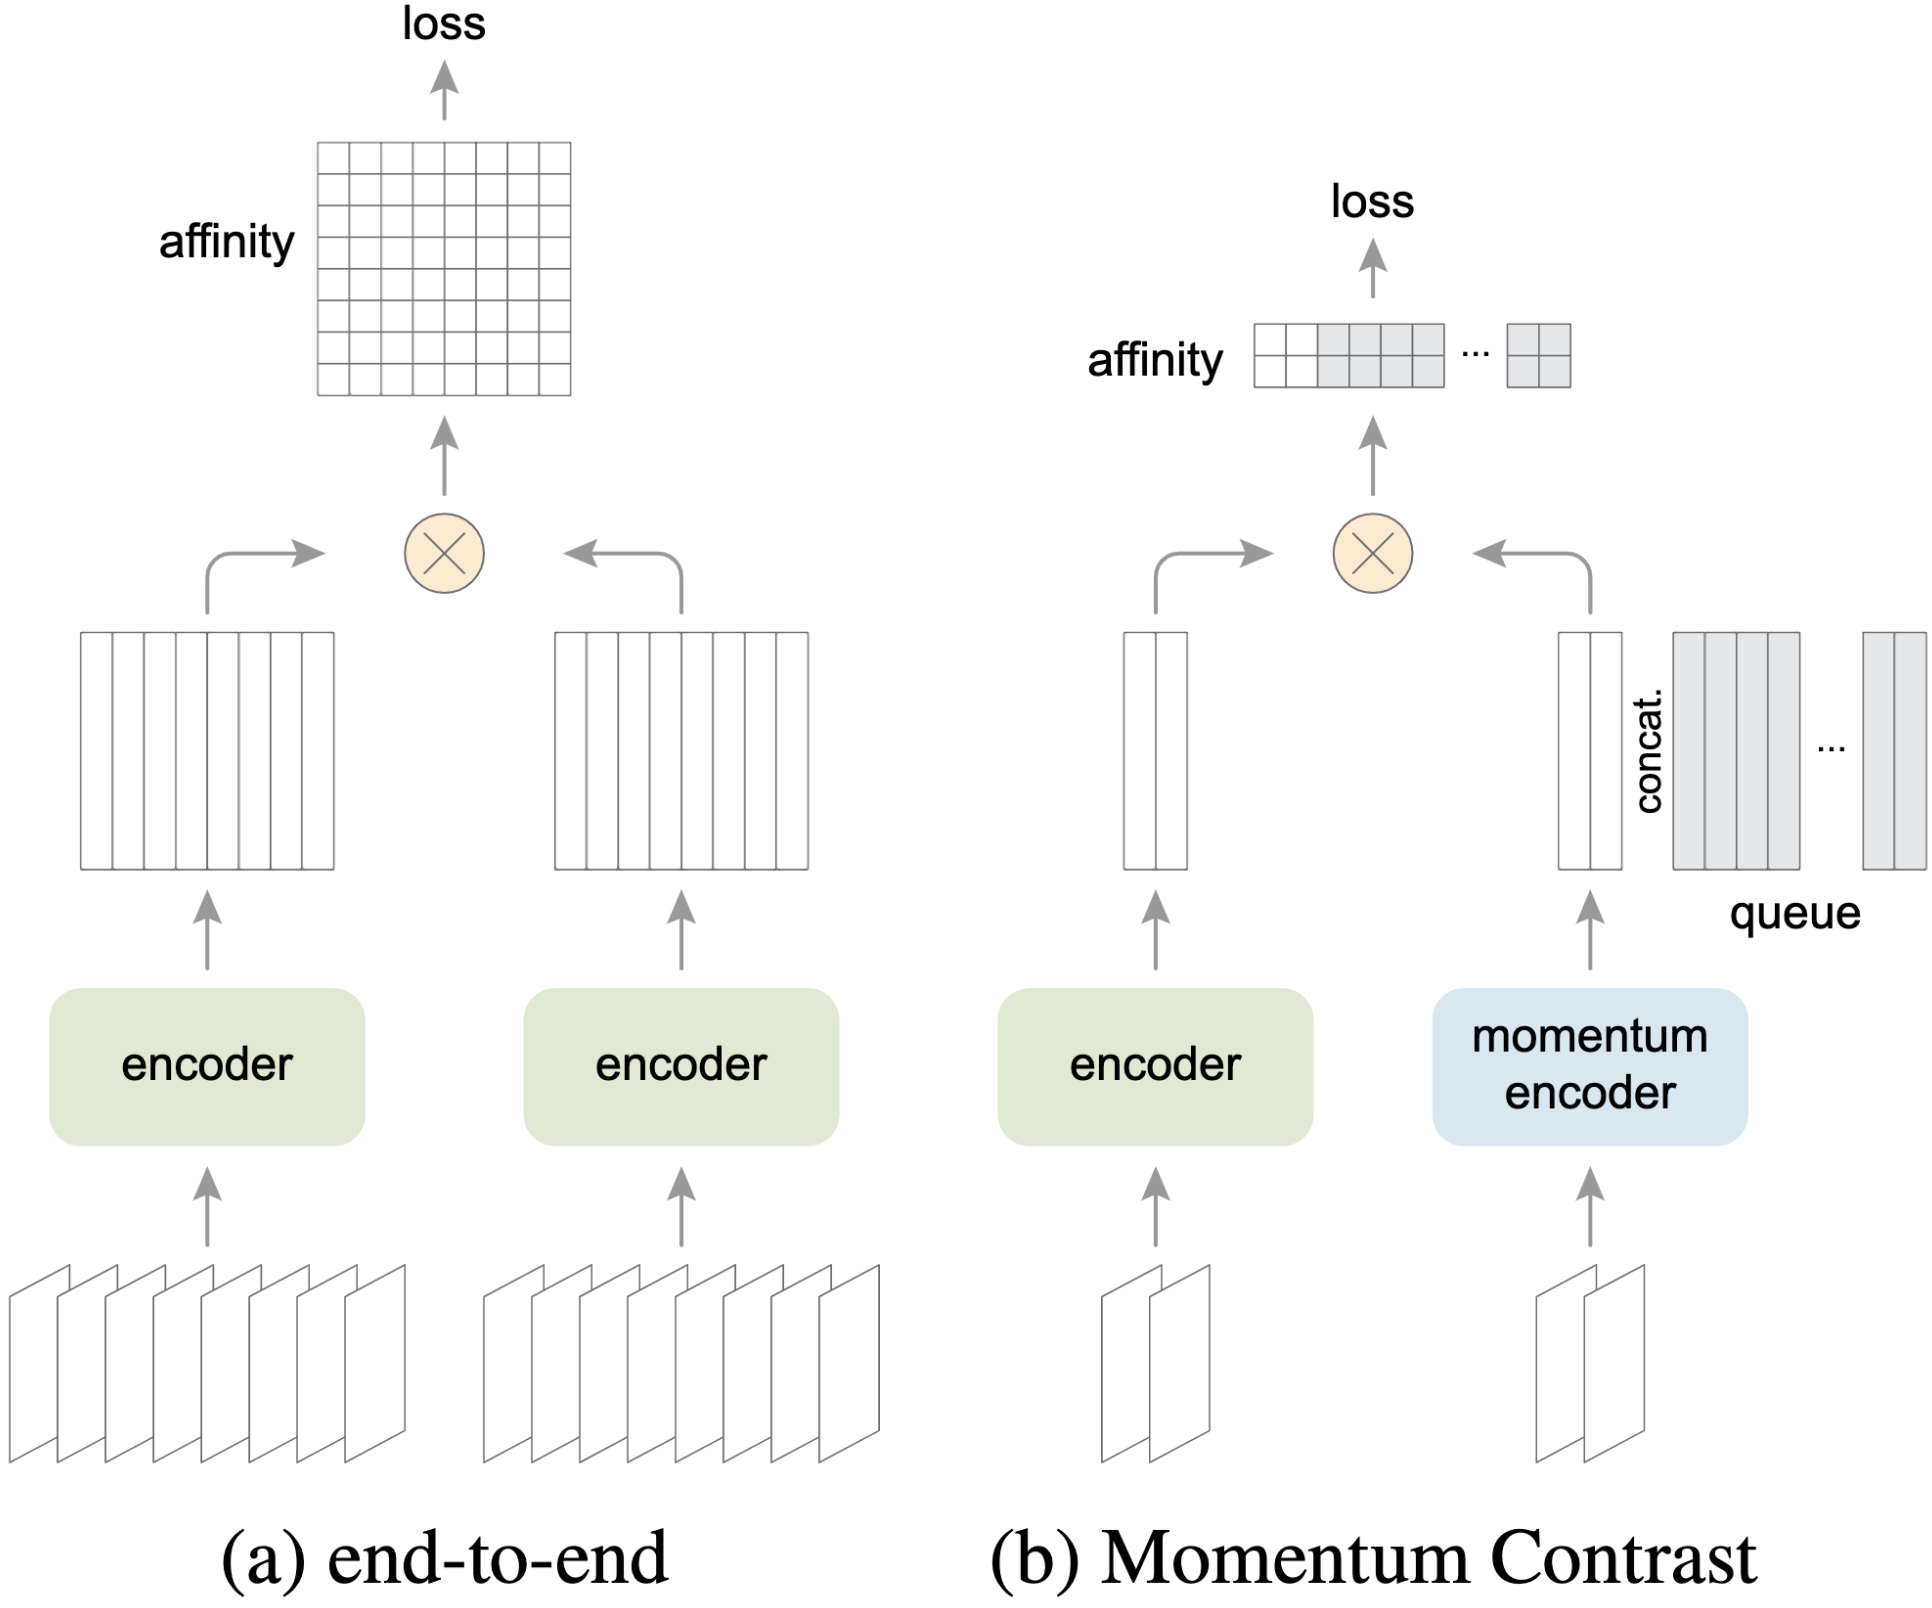 loss
affinity
encoder
encoder
(a) end-to-end
loss
affinity
...
concat.
...
queue
encoder
momentum
encoder
(b) Momentum Contrast